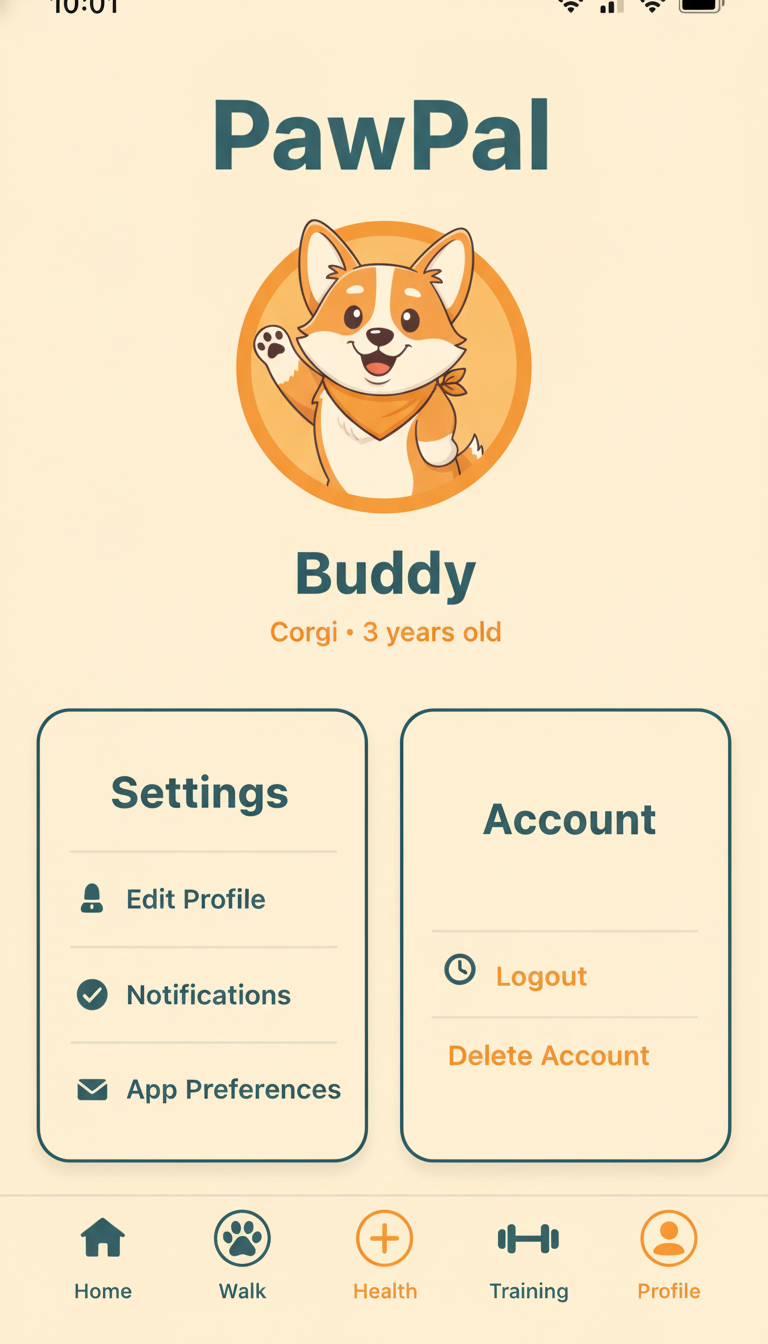 10:01
PawPal
Buddy
Corgi • 3 years old
Settings
Edit Profile
Notifications
App Preferences
Account
Logout
Delete Account
Home
Walk
Health
Training
Profile